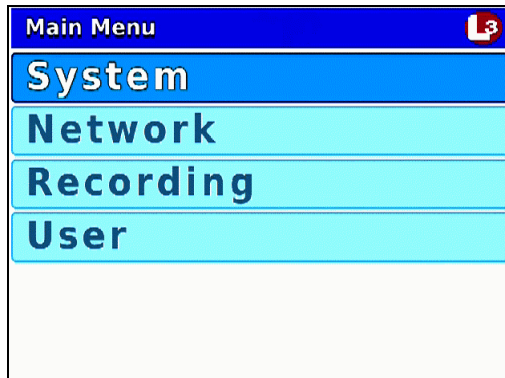 Main Menu
L3
System
Network
Recording
User